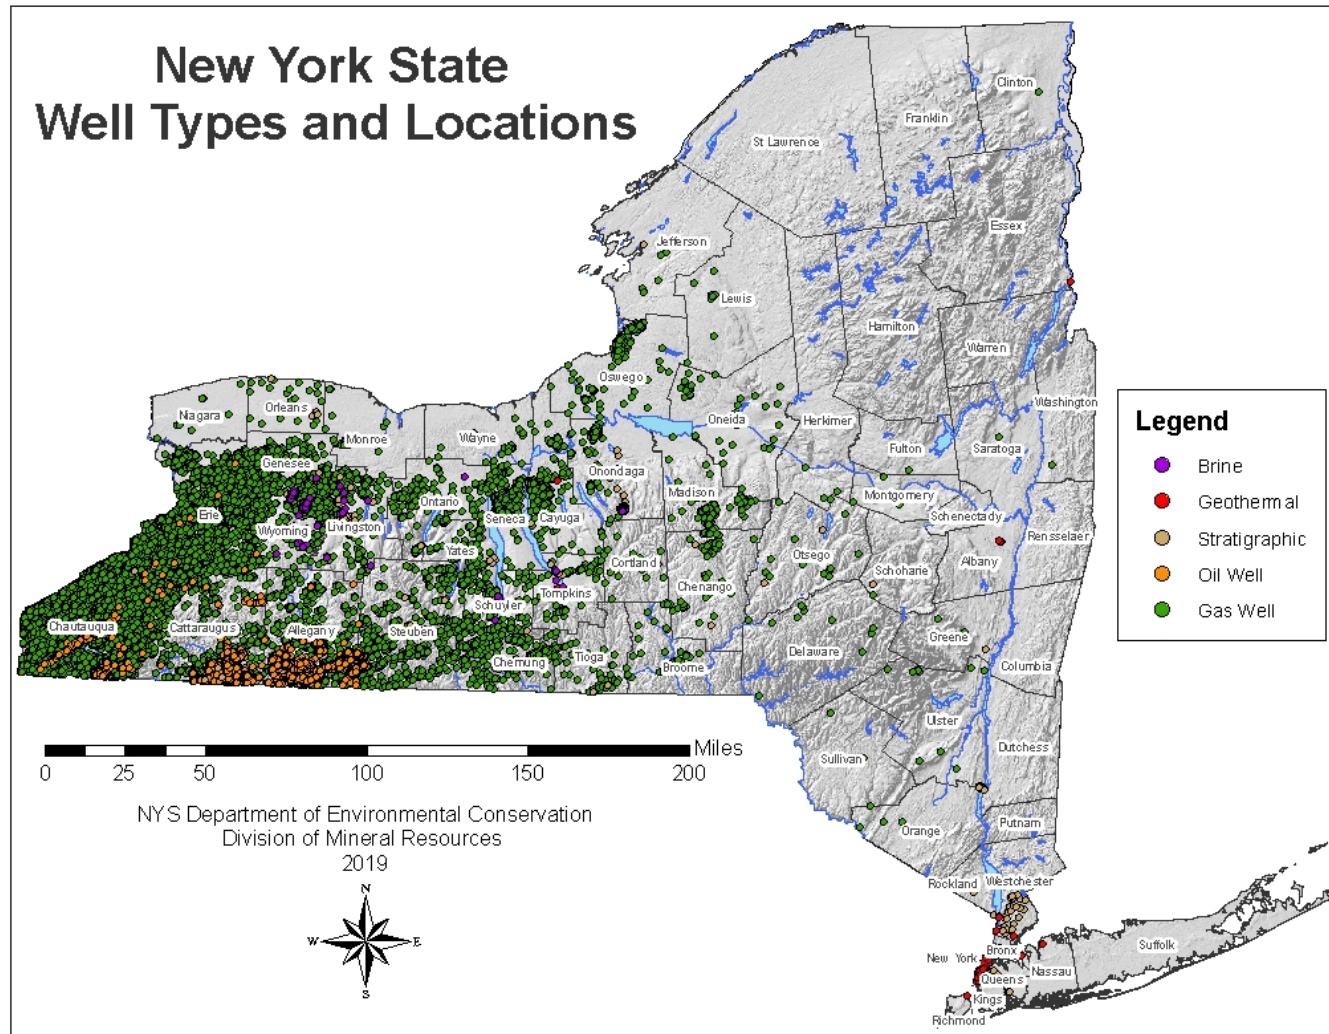 New York State
Well Types and Locations
Clinton
Franklin
St Lawrence
Essex
Jefferson
Lewis
Hamilton
Warren
Oswego
Washington
Niagara
Orleans
Monroe
Wayne
Oneida
Herkimer
Fulton
Saratoga
Genesee
Onondaga
Madison
Montgomery
Ontario
Erie
Wyoming
Livingston
Seneca
Cayuga
Schenectady
Rensselaer
Yates
Cortland
Otsego
Schoharie
Albany
Chenango
Tompkins
Schuyler
Chautauqua
Cattaraugus
Allegany
Steuben
Greene
Chemung
Tioga
Broome
Delaware
Columbia
Ulster
Dutchess
Sullivan
Orange
Putnam
Rockland
Westchester
Bronx
New York
Suffolk
Nassau
Queens
Kings
Richmond
Legend
Brine
Geothermal
Stratigraphic
Oil Well
Gas Well
Miles
0 25 50 100 150 200
NYS Department of Environmental Conservation
Division of Mineral Resources
2019
N
W E
S